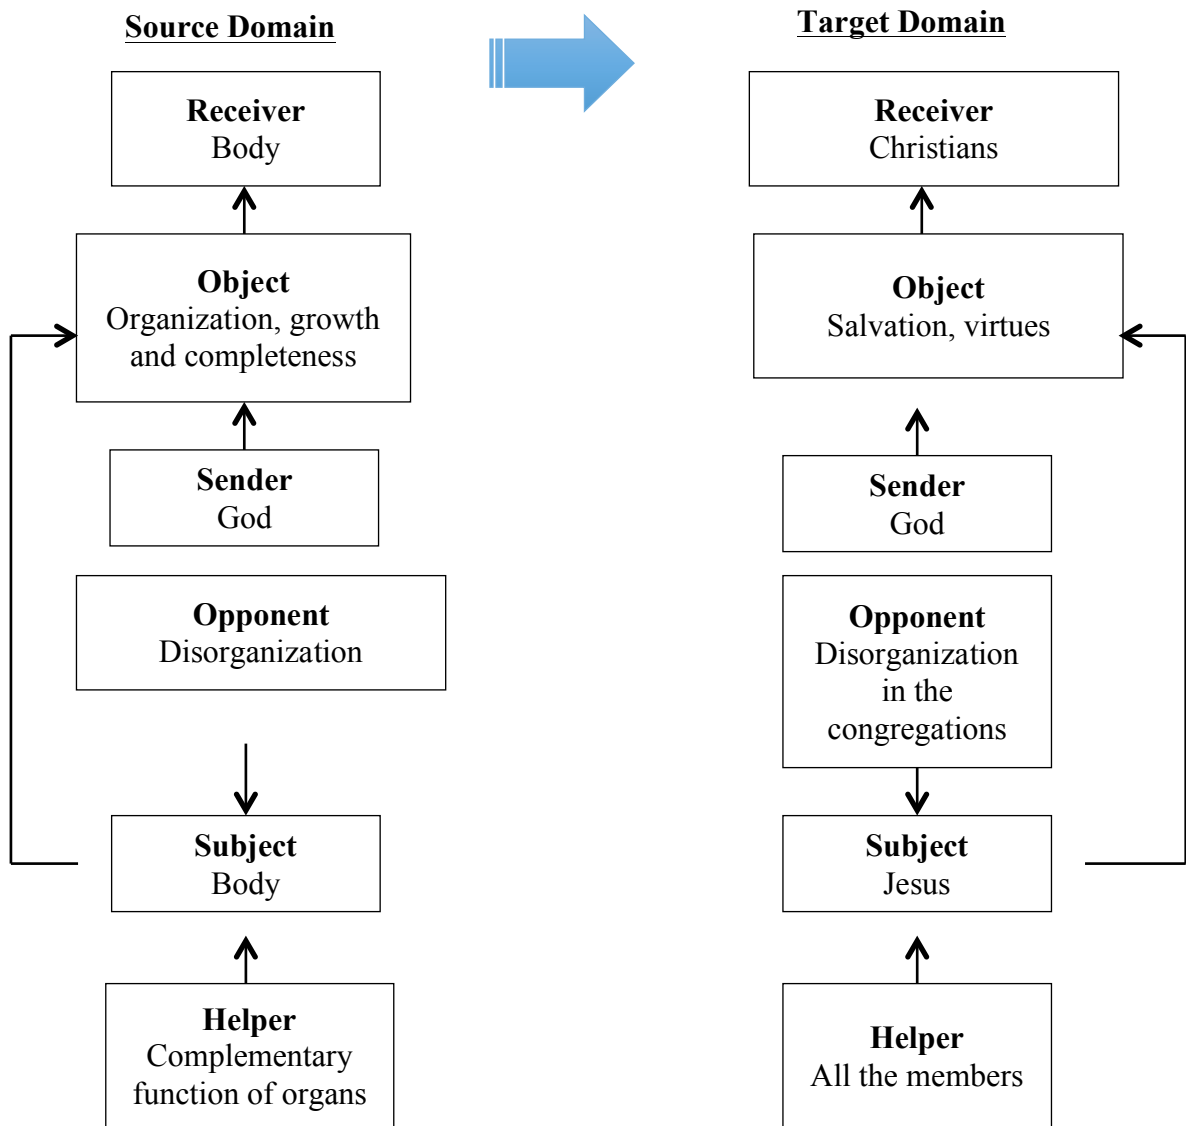 Source Domain
Receiver
Body
Object
Organization, growth
and completeness
Sender
God
Opponent
Disorganization
Subject
Body
Helper
Complementary
function of organs
Target Domain
Receiver
Christians
Object
Salvation, virtues
Sender
God
Opponent
Disorganization
in the
congregations
Subject
Jesus
Helper
All the members